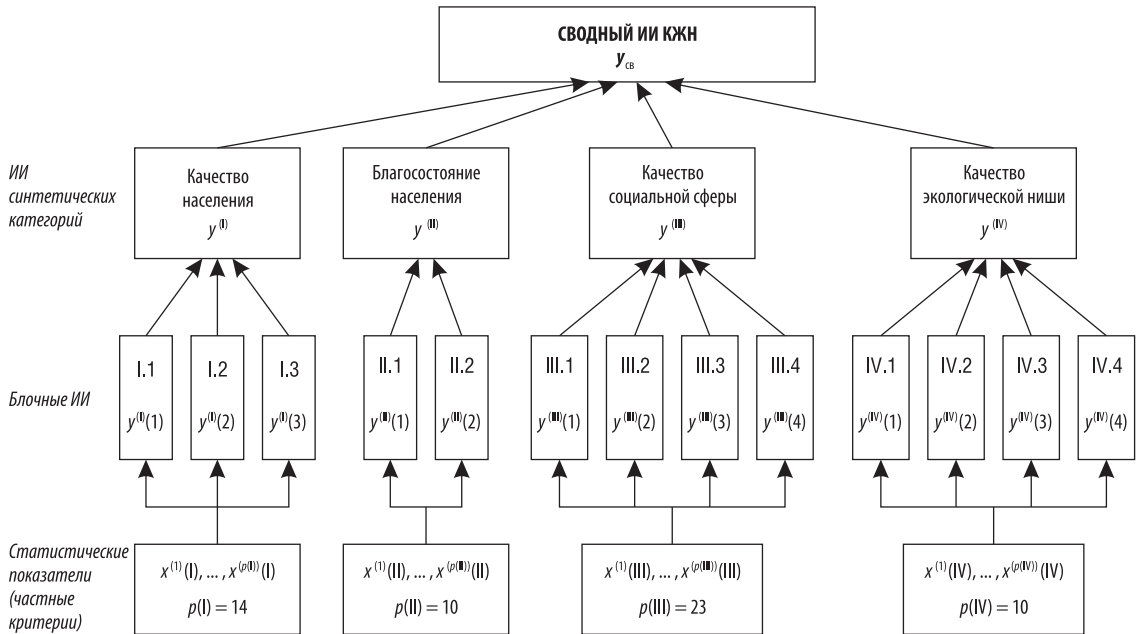 СВОДНЫЙ ИИ КЖН
y св
ИИ
синтетических
категорий
Качество
населения
y (I)
Благосостояние
населения
y (II)
Качество
социальной сферы
y (III)
Качество
экологической ниши
y (IV)
Блочные ИИ
I.1
y(I)(1)
I.2
y(I)(2)
I.3
y(I)(3)
II.1
y(II)(1)
II.2
y(II)(2)
III.1
y(III)(1)
III.2
y(III)(2)
III.3
y(III)(3)
III.4
y(III)(4)
IV.1
y(IV)(1)
IV.2
y(IV)(2)
IV.3
y(IV)(3)
IV.4
y(IV)(4)
Статистические
показатели
(частные
критерии)
x(1)(I), ... , x(p(I))(I)
p(I) = 14
x(1)(II), ... , x(p(II))(II)
p(II) = 10
x(1)(III), ... , x(p(III))(III)
p(III) = 23
x(1)(IV), ... , x(p(IV))(IV)
p(IV) = 10